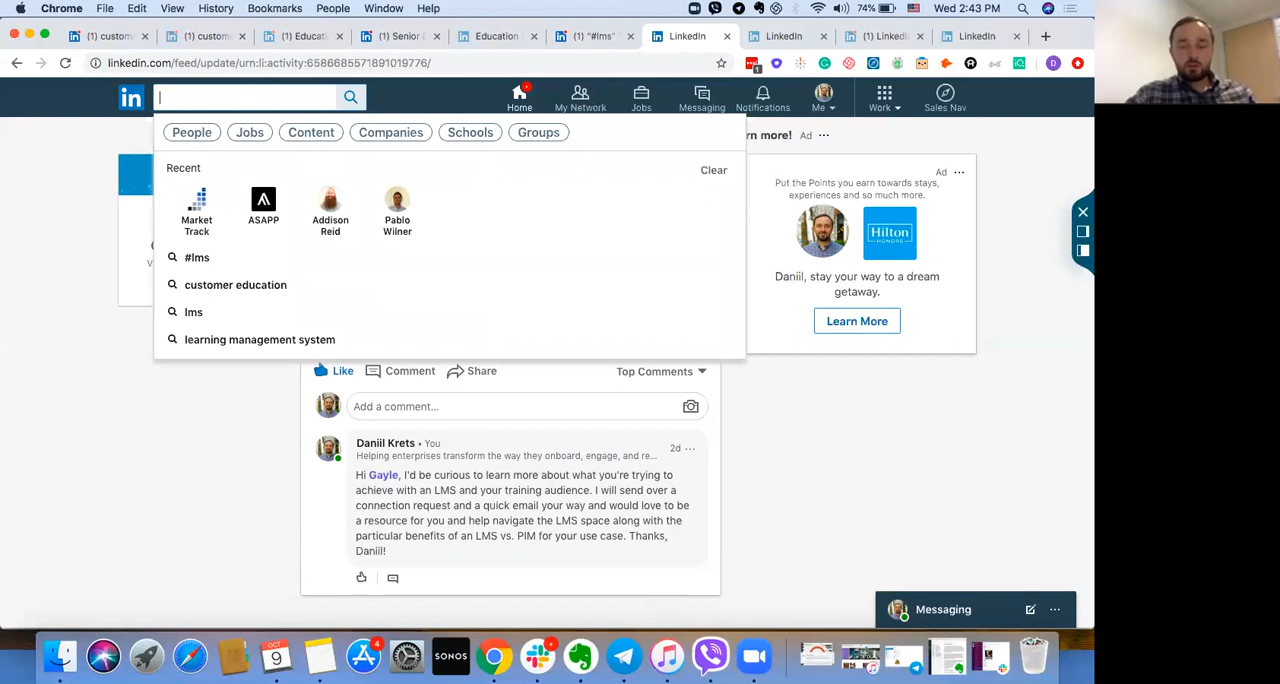 Chrome File Edit View History Bookmarks People Window Help 74% Wed 2:43 PM
(1) custom (1) custom (1) Educati (1) Senior L Education (1) "#lms" LinkedIn LinkedIn (1) Linked LinkedIn
linkedin.com/feed/update/urn:li:activity:6586685571891019776/
in Home My Network Jobs Messaging Notifications Me Work Sales Nav
People Jobs Content Companies Schools Groups
rn more! Ad
Recent Clear
Market Track
ASAPP
Addison Reid
Pablo Wilner
#lms
customer education
lms
learning management system
Ad
Put the Points you earn towards stays,
experiences and so much more.
Hilton
HONORS
Daniil, stay your way to a dream
getaway.
Learn More
Like Comment Share Top Comments
Add a comment...
Daniil Krets • You 2d
Helping enterprises transform the way they onboard, engage, and re...
Hi Gayle, I'd be curious to learn more about what you're trying to
achieve with an LMS and your training audience. I will send over a
connection request and a quick email your way and would love to be
a resource for you and help navigate the LMS space along with the
particular benefits of an LMS vs. PIM for your use case. Thanks,
Daniil!
Messaging
OCT
9
4
SONOS